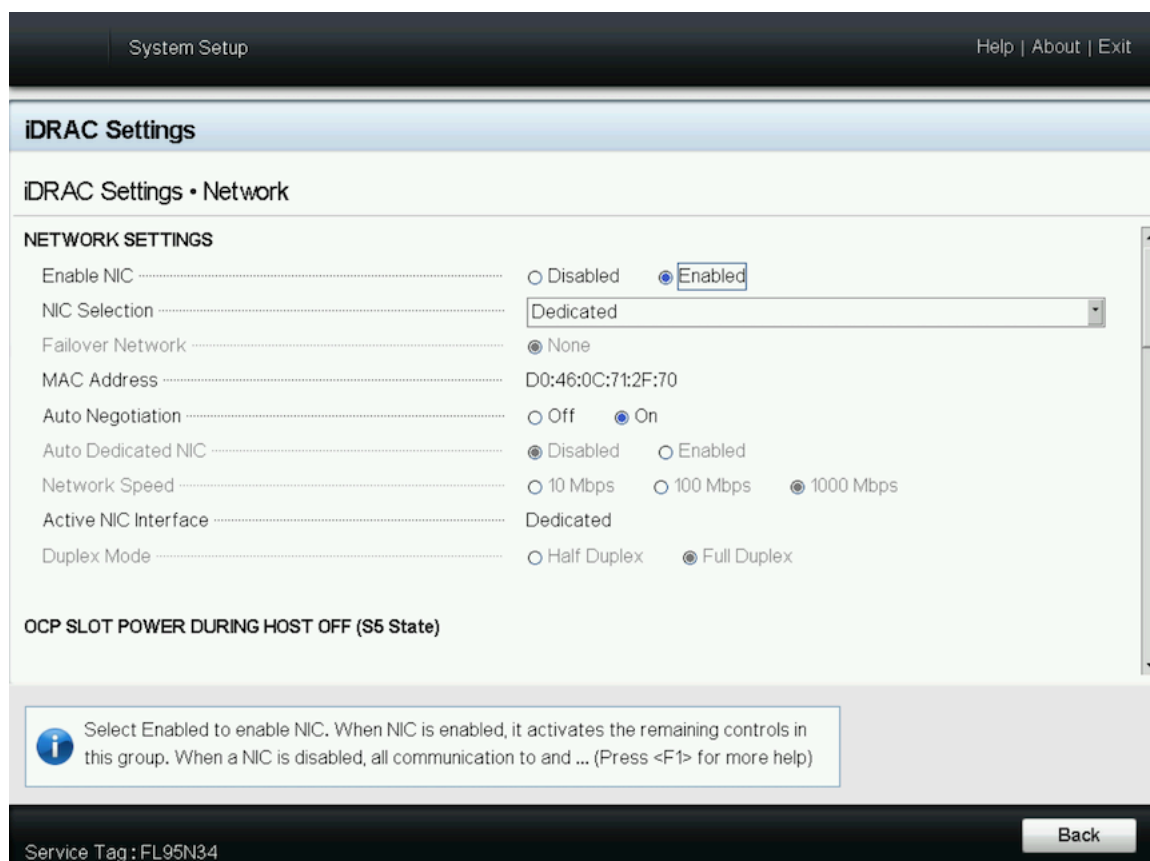 System Setup
Help | About | Exit
iDRAC Settings
iDRAC Settings • Network
NETWORK SETTINGS
Enable NIC Disabled Enabled
NIC Selection Dedicated
Failover Network None
MAC Address D0:46:0C:71:2F:70
Auto Negotiation Off On
Auto Dedicated NIC Disabled Enabled
Network Speed 10 Mbps 100 Mbps 1000 Mbps
Active NIC Interface Dedicated
Duplex Mode Half Duplex Full Duplex
OCP SLOT POWER DURING HOST OFF (S5 State)
Select Enabled to enable NIC. When NIC is enabled, it activates the remaining controls in
this group. When a NIC is disabled, all communication to and ... (Press <F1> for more help)
Back
Service Tag : FL95N34